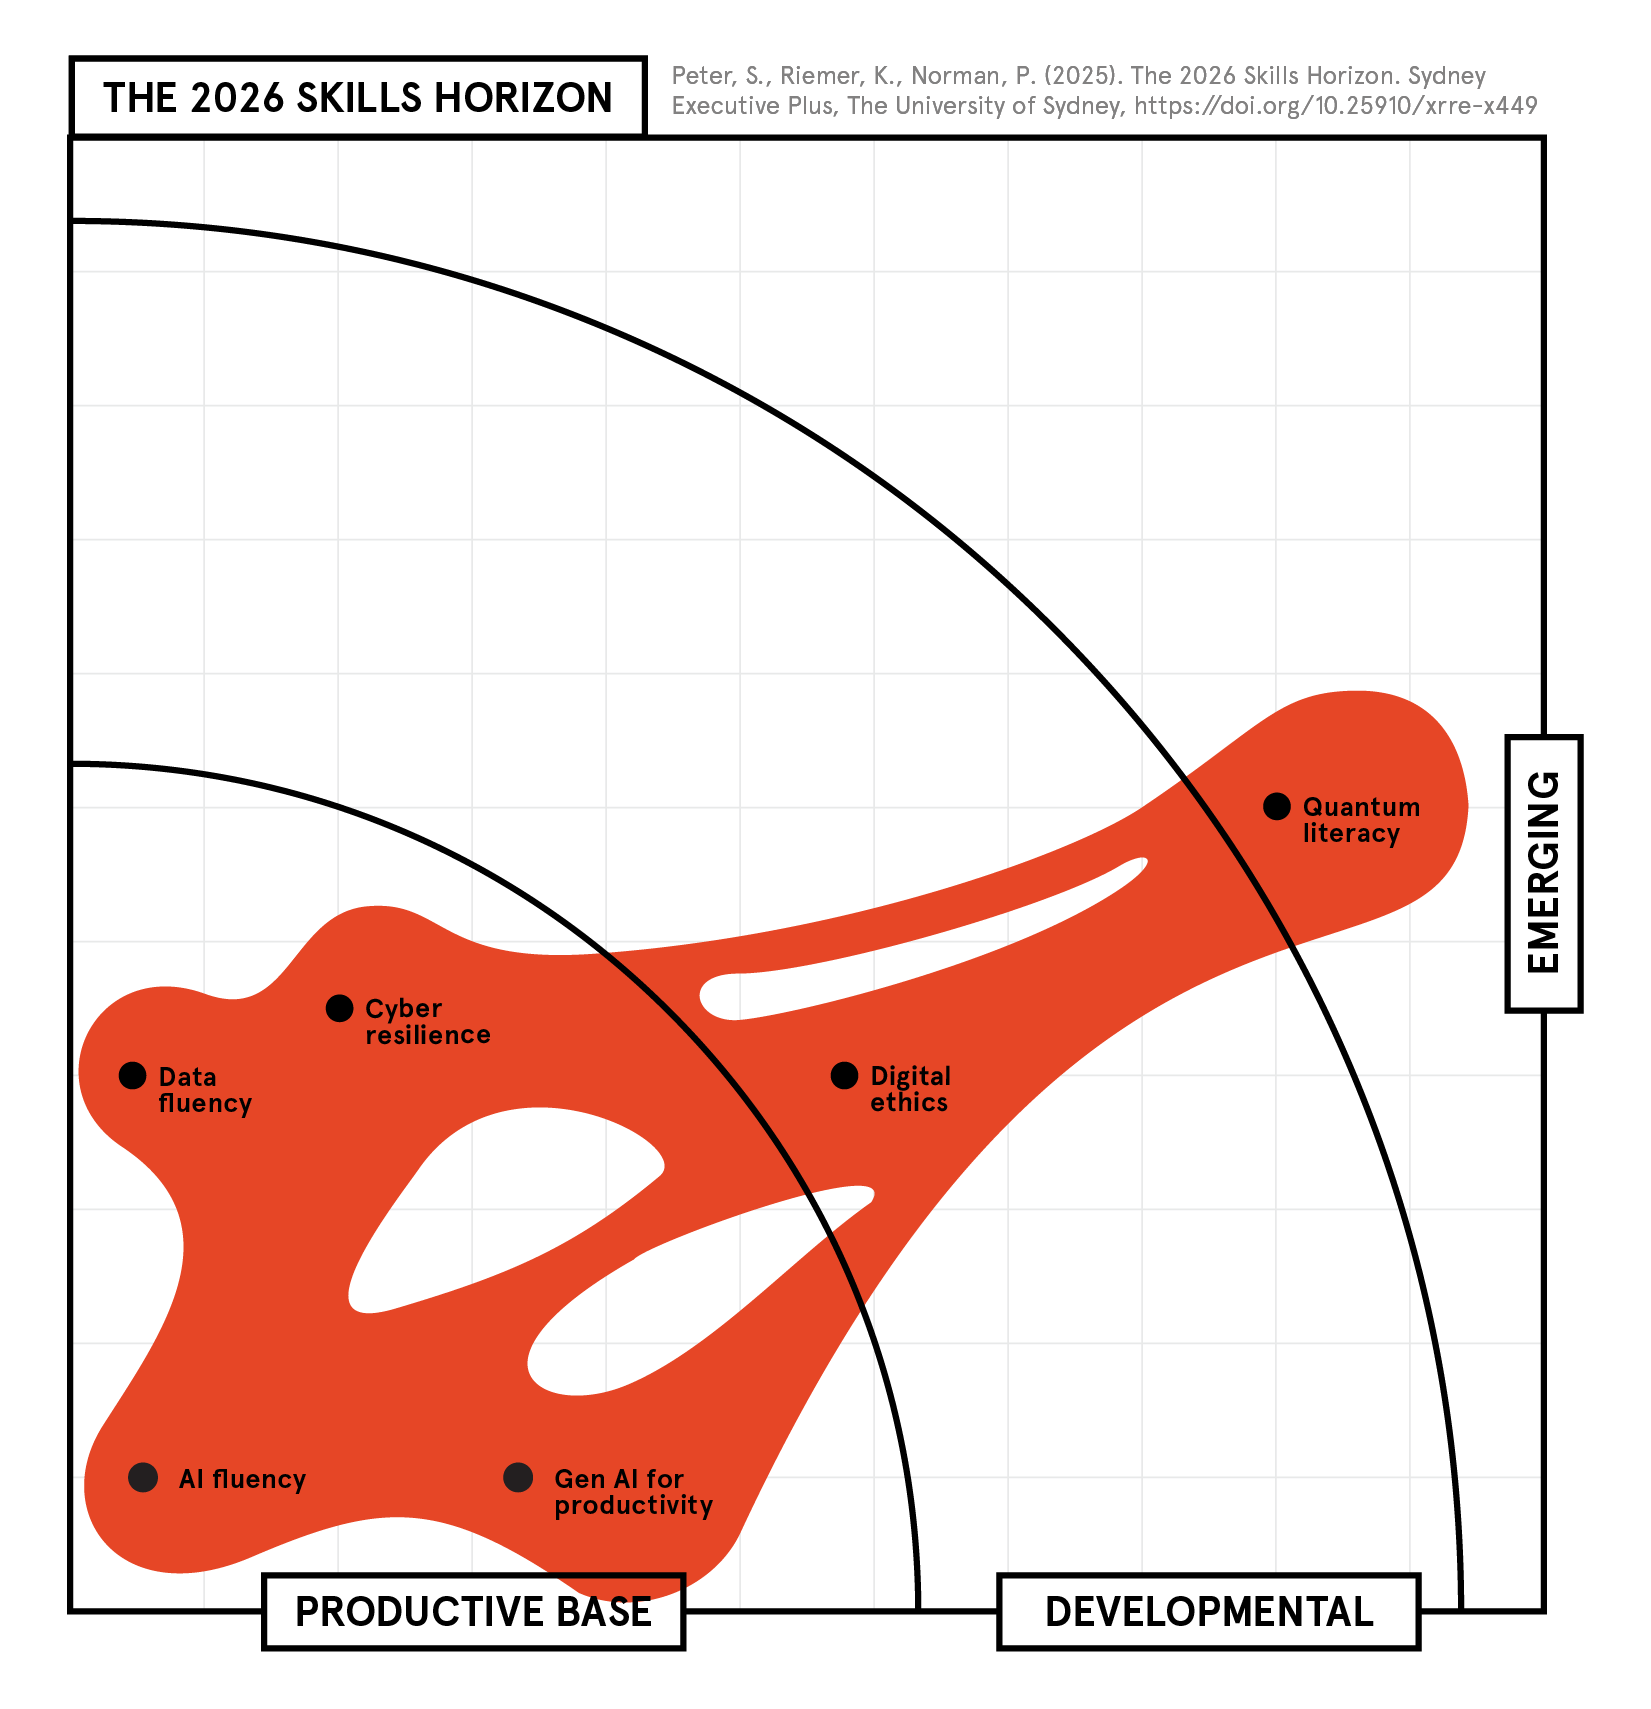 THE 2026 SKILLS HORIZON
Peter, S., Riemer, K., Norman, P. (2025). The 2026 Skills Horizon. Sydney
Executive Plus, The University of Sydney, https://doi.org/10.25910/xrre-x449
Quantum
literacy
EMERGING
Cyber
resilience
Data
fluency
Digital
ethics
AI fluency
Gen AI for
productivity
PRODUCTIVE BASE
DEVELOPMENTAL